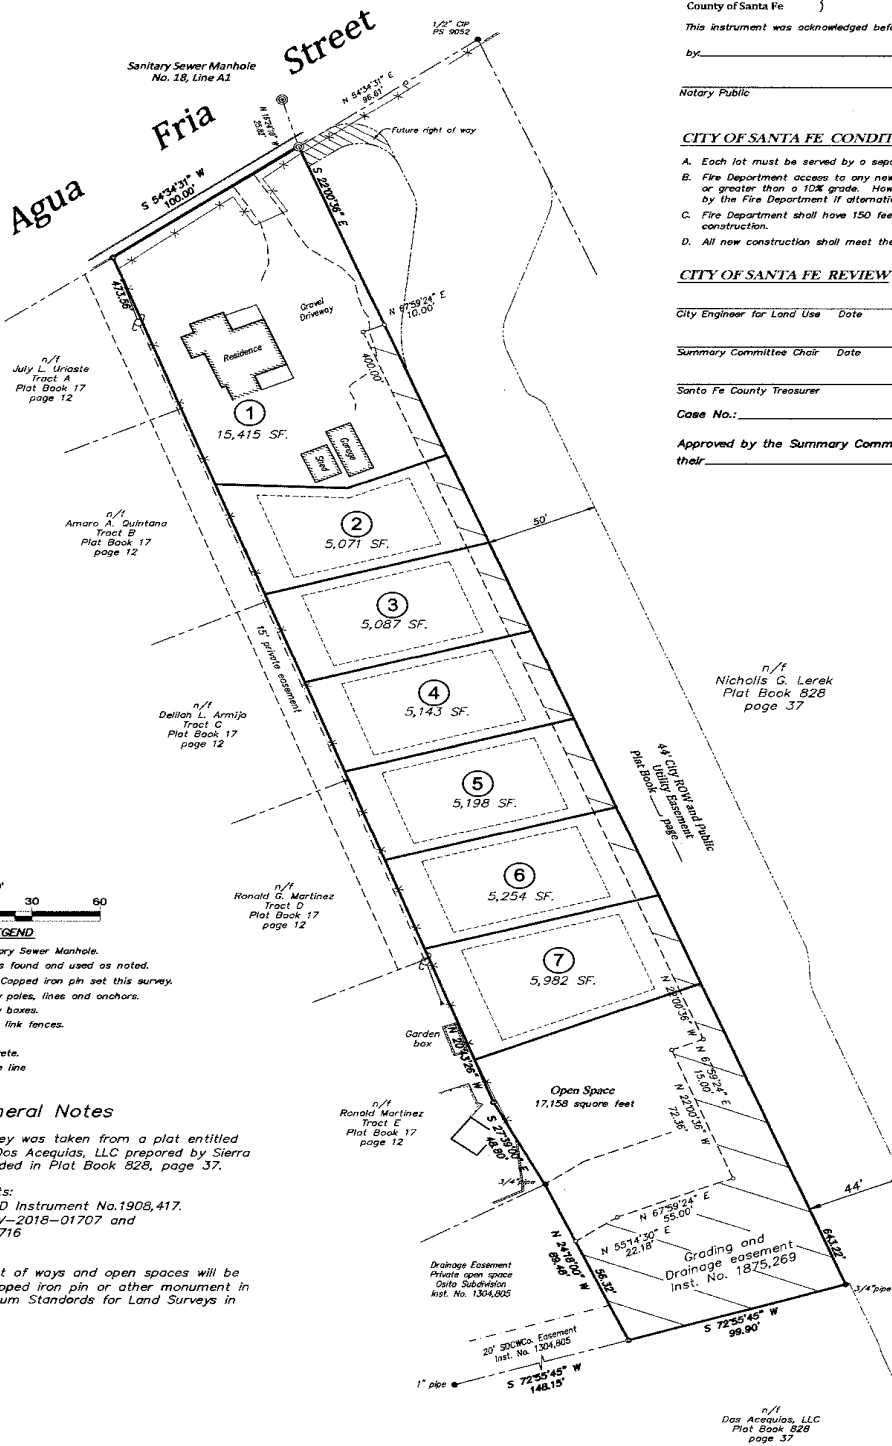 Agua Fria Street
Sanitary Sewer Manhole
No. 18, Line A1
1/2" CIP
PS 9052
N 54°34'31" E
96.61'
N 18°24'10" W
25.82'
Future right of way
S 54°34'31" W
100.00'
S 22°00'36" E
473.56'
Gravel
Driveway
N 67°59'24" E
10.00'
400.00'
Residence
n/f
July L. Urioste
Tract A
Plat Book 17
page 12
1
15,415 SF.
Shed
Garage
n/f
Amaro A. Quintana
Tract B
Plat Book 17
page 12
2
5,071 SF.
50'
3
5,087 SF.
15' private easement
n/f
Delilah L. Armijo
Tract C
Plat Book 17
page 12
4
5,143 SF.
n/f
Nicholis G. Lerek
Plat Book 828
page 37
44' City ROW and Public
Utility Easement
Plat Book ____ page ____
5
5,198 SF.
n/f
Ronald G. Martinez
Tract D
Plat Book 17
page 12
6
5,254 SF.
7
5,982 SF.
Garden
box
N 20°43'26" W
N 22°00'36" W
N 67°59'24" E
15.00'
N 22°00'36" W
72.36'
Open Space
17,158 square feet
n/f
Ronald Martinez
Tract E
Plat Book 17
page 12
S 27°39'00" E
48.80'
3/4" pipe
N 67°59'24" E
55.00'
N 55°14'30" E
22.18'
44'
643.22'
Grading and
Drainage easement
Inst. No. 1875,269
N 24°18'00" W
89.48'
56.32'
Drainage Easement
Private open space
Osito Subdivision
Inst. No. 1304,805
3/4" pipe
S 72°55'45" W
99.90'
20' SDCWCo. Easement
Inst. No. 1304,805
1" pipe
S 72°55'45" W
148.15'
n/f
Dos Acequias, LLC
Plat Book 828
page 37
County of Santa Fe }
This instrument was acknowledged befo
by:
Notary Public
CITY OF SANTA FE CONDITI
A. Each lot must be served by a sepa
B. Fire Department access to any new
or greater than a 10% grade. How
by the Fire Department if alternativ
C. Fire Department shall have 150 fee
construction.
D. All new construction shall meet the
CITY OF SANTA FE REVIEW
City Engineer for Land Use Date
Summary Committee Chair Date
Santa Fe County Treasurer
Case No.:
Approved by the Summary Comm
their
30 60
EGEND
ary Sewer Manhole.
s found and used as noted.
Capped iron pin set this survey.
y poles, lines and anchors.
y boxes.
link fences.
rete.
e line
neral Notes
ey was taken from a plat entitled
Dos Acequias, LLC prepared by Sierra
ded in Plat Book 828, page 37.
ts:
D Instrument No.1908,417.
V-2018-01707 and
716
t of ways and open spaces will be
pped iron pin or other monument in
um Standards for Land Surveys in